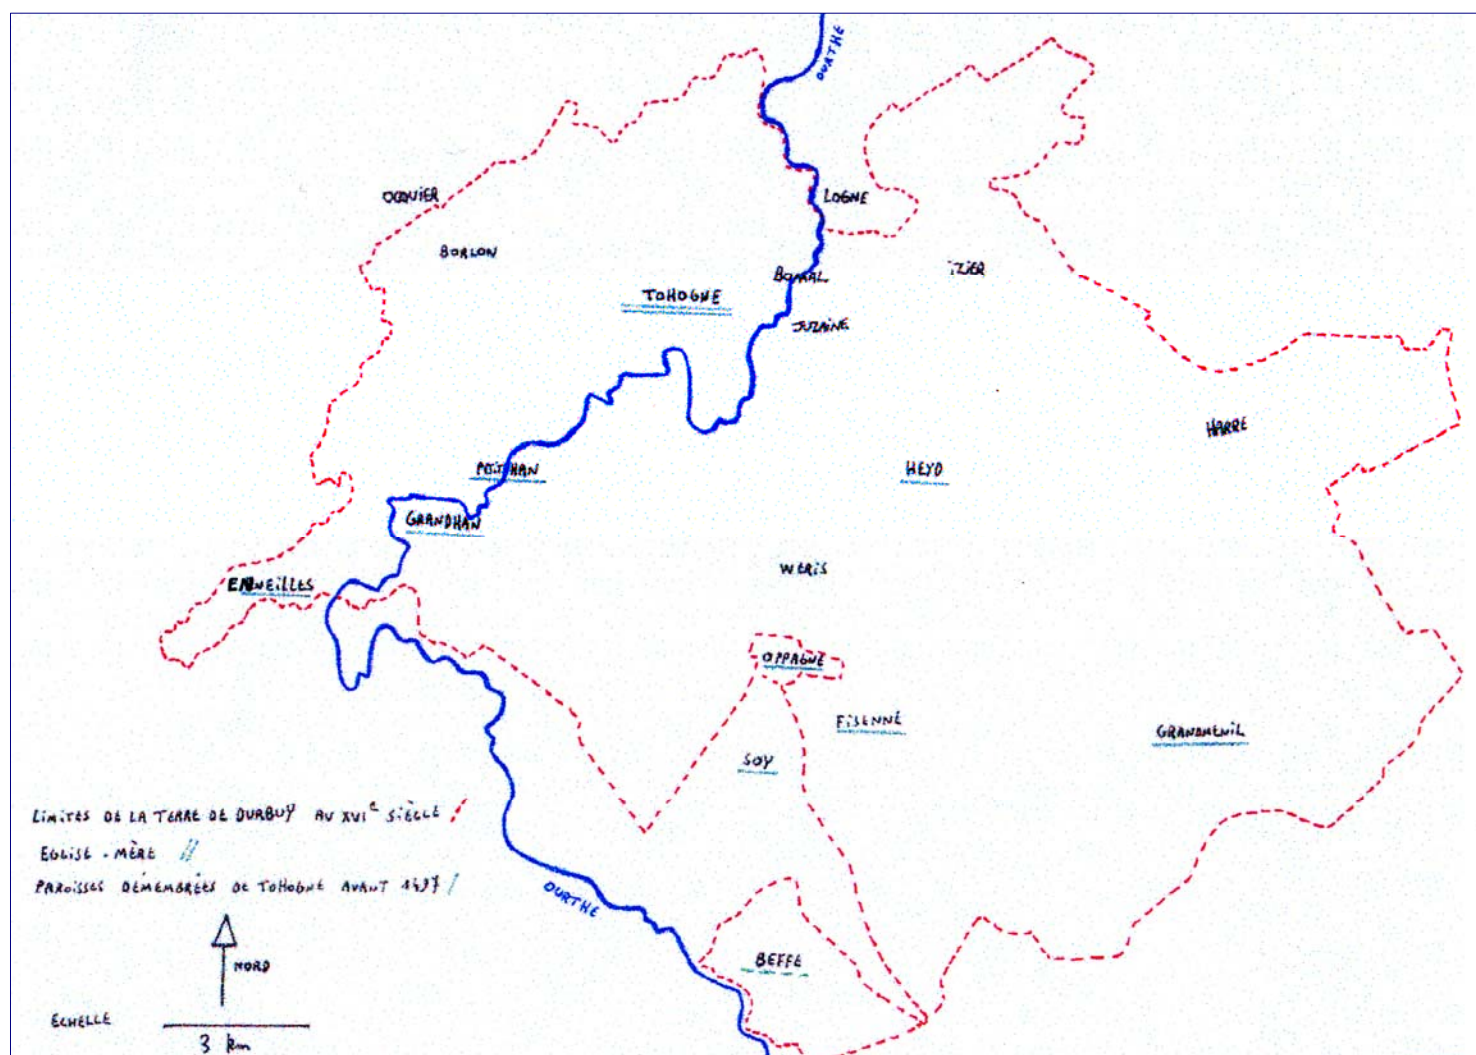 OURTHE
OCQUIER
LOGNE
BORLON
IZIER
BOMAL
TOHOGNE
JUZAINE
HARRE
PETITHAN
HEYD
GRANDHAN
WERIS
ENNEILLES
OPPAGNE
FISENNE
GRANDMENIL
SOY
LIMITES DE LA TERRE DE DURBUY AU XVIe SIÈCLE
EGLISE - MÈRE
PAROISSES DÉMEMBRÉES DE TOHOGNE AVANT
OURTHE
BEFFE
NORD
ECHELLE
3 km